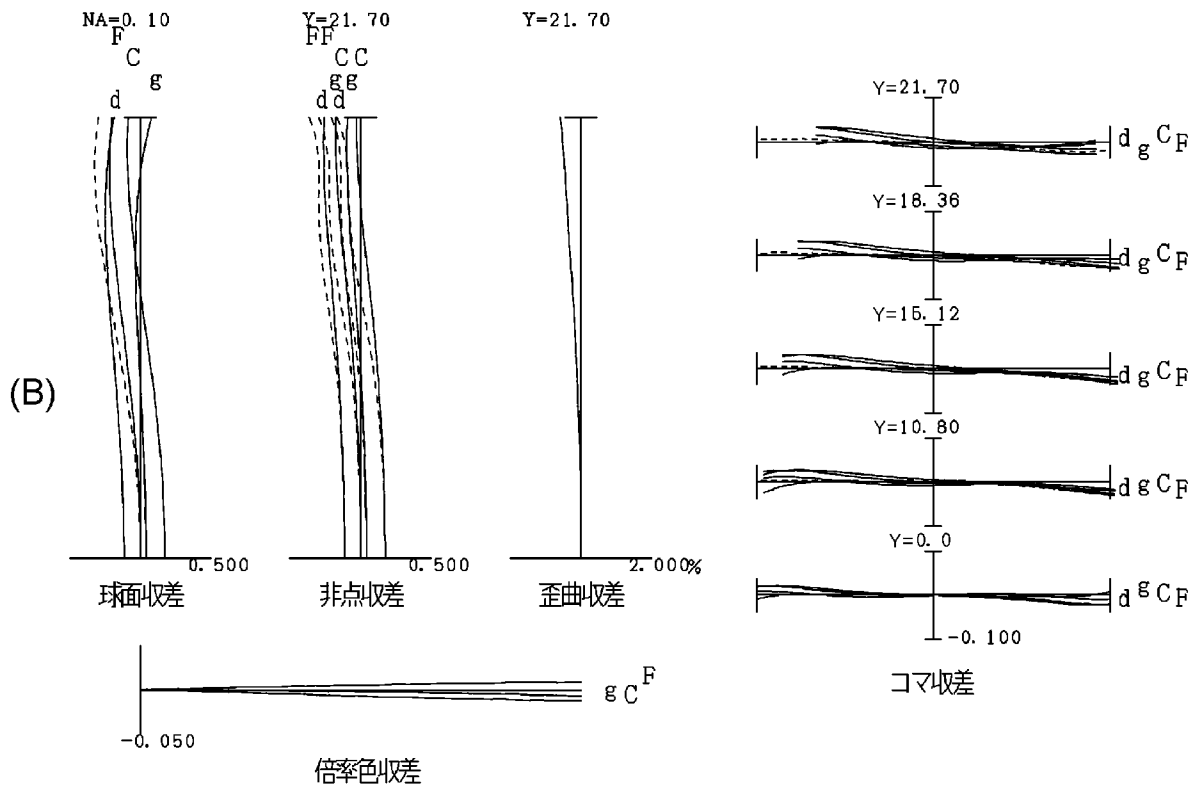 (B)
NA=0.10
F
C
g
d
0.500
球面収差
Y=21.70
FF
CC
gg
dd
0.500
非点収差
Y=21.70
2.000%
歪曲収差
-0.050
g C F
倍率色収差
Y=21.70
d g C F
Y=18.36
d g C F
Y=15.12
d g C F
Y=10.80
d g C F
Y=0.0
d g C F
-0.100
コマ収差